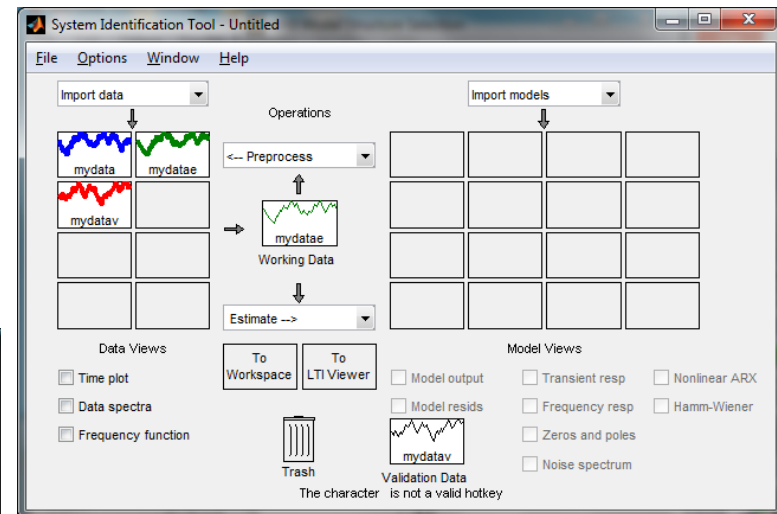 System Identification Tool - Untitled
File Options Window Help
Import data
Import models
Operations
mydata
mydatae
<-- Preprocess
mydatav
mydatae
Working Data
Estimate -->
Data Views
To Workspace
To LTI Viewer
Model Views
Time plot
Data spectra
Frequency function
Model output
Transient resp
Nonlinear ARX
Model resids
Frequency resp
Hamm-Wiener
Zeros and poles
Noise spectrum
Trash
mydatav
Validation Data
The character is not a valid hotkey